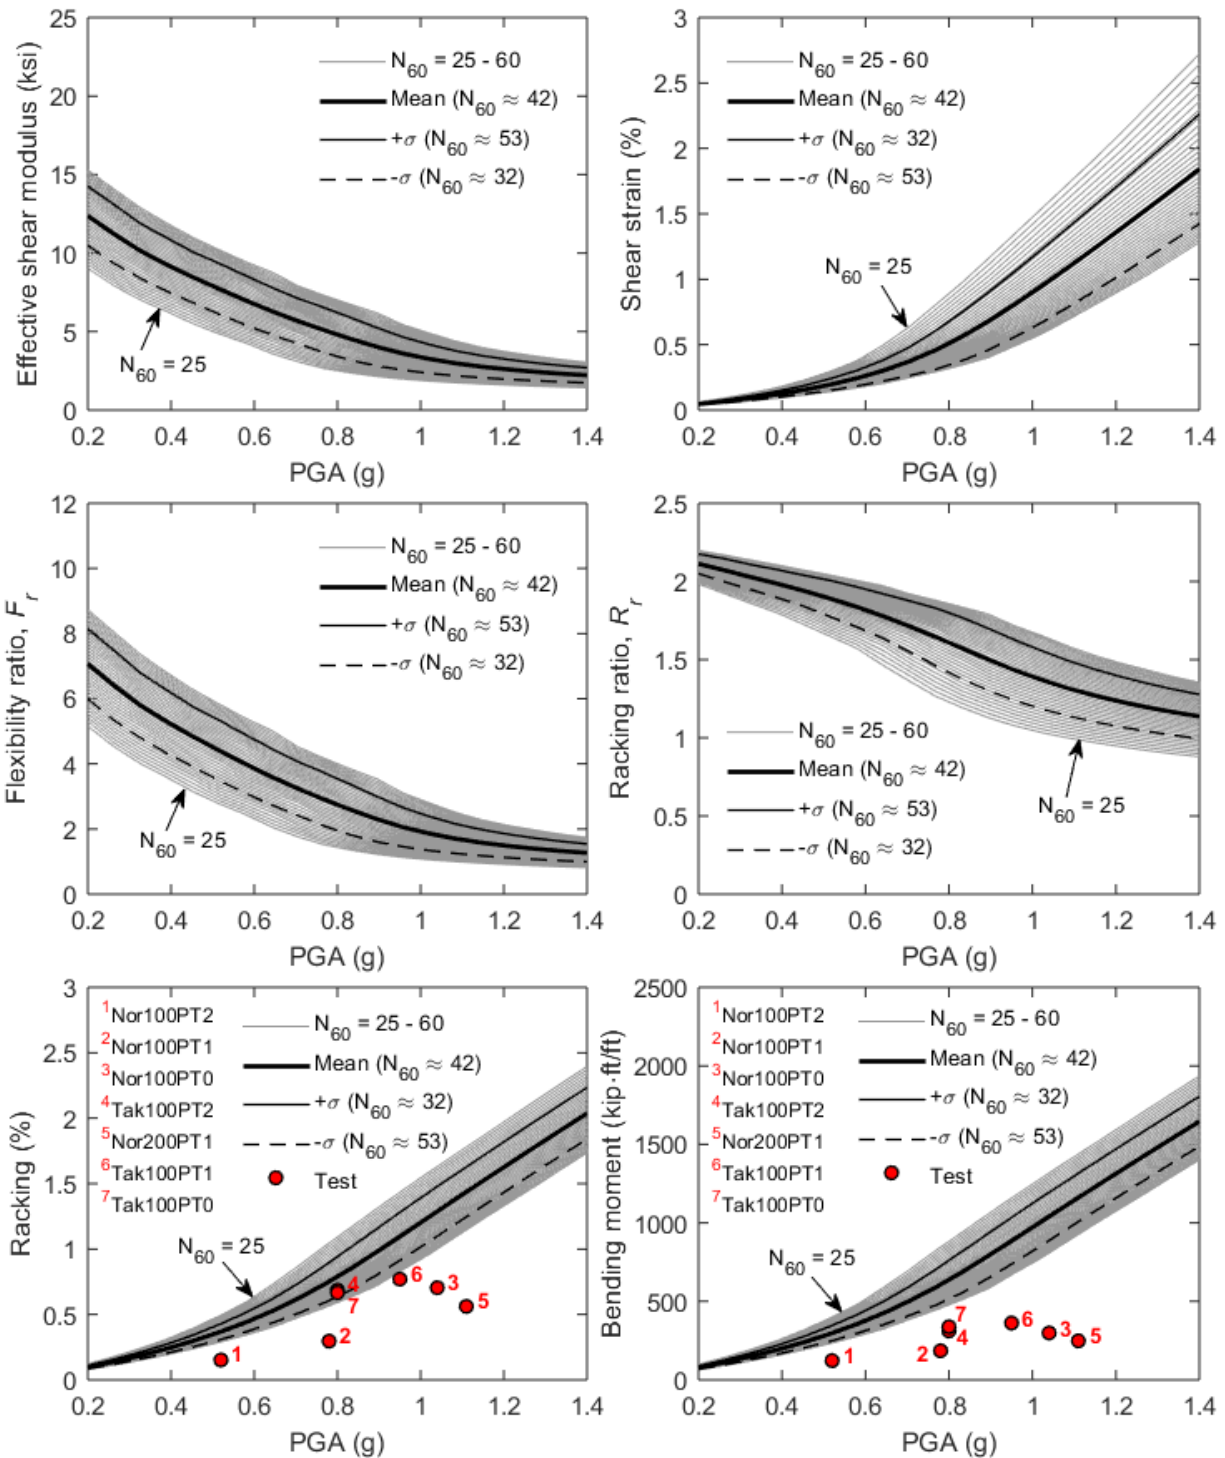 25
20
15
10
5
0
Effective shear modulus (ksi)
N60 = 25 - 60
Mean (N60 ≈ 42)
+σ (N60 ≈ 53)
-σ (N60 ≈ 32)
N60 = 25
0.2 0.4 0.6 0.8 1 1.2 1.4
PGA (g)
3
2.5
2
1.5
1
0.5
0
Shear strain (%)
N60 = 25 - 60
Mean (N60 ≈ 42)
+σ (N60 ≈ 32)
-σ (N60 ≈ 53)
N60 = 25
0.2 0.4 0.6 0.8 1 1.2 1.4
PGA (g)
12
10
8
6
4
2
0
Flexibility ratio, Fr
N60 = 25 - 60
Mean (N60 ≈ 42)
+σ (N60 ≈ 53)
-σ (N60 ≈ 32)
N60 = 25
0.2 0.4 0.6 0.8 1 1.2 1.4
PGA (g)
2.5
2
1.5
1
0.5
0
Racking ratio, Rr
N60 = 25 - 60
Mean (N60 ≈ 42)
+σ (N60 ≈ 53)
-σ (N60 ≈ 32)
N60 = 25
0.2 0.4 0.6 0.8 1 1.2 1.4
PGA (g)
3
2.5
2
1.5
1
0.5
0
Racking (%)
1Nor100PT2
2Nor100PT1
3Nor100PT0
4Tak100PT2
5Nor200PT1
6Tak100PT1
7Tak100PT0
N60 = 25 - 60
Mean (N60 ≈ 42)
+σ (N60 ≈ 32)
-σ (N60 ≈ 53)
Test
N60 = 25
1
2
4
7
6
3
5
0.2 0.4 0.6 0.8 1 1.2 1.4
PGA (g)
2500
2000
1500
1000
500
0
Bending moment (kip·ft/ft)
1Nor100PT2
2Nor100PT1
3Nor100PT0
4Tak100PT2
5Nor200PT1
6Tak100PT1
7Tak100PT0
N60 = 25 - 60
Mean (N60 ≈ 42)
+σ (N60 ≈ 32)
-σ (N60 ≈ 53)
Test
N60 = 25
1
2
7
4
6
3
5
0.2 0.4 0.6 0.8 1 1.2 1.4
PGA (g)